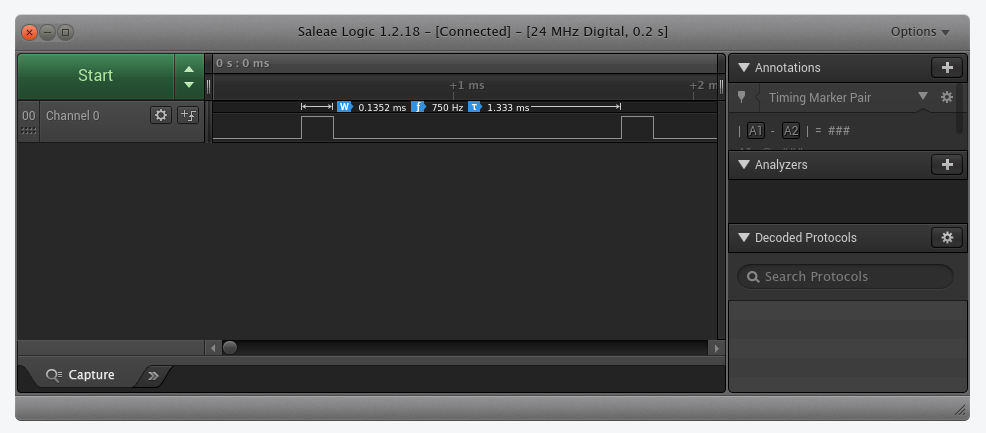 Saleae Logic 1.2.18 – [Connected] – [24 MHz Digital, 0.2 s]
Options
Start
0 s : 0 ms
+1 ms
+2 m
00
Channel 0
W 0.1352 ms f 750 Hz τ 1.333 ms
Annotations
Timing Marker Pair
| A1 - A2 | = ###
Analyzers
Decoded Protocols
Search Protocols
Capture